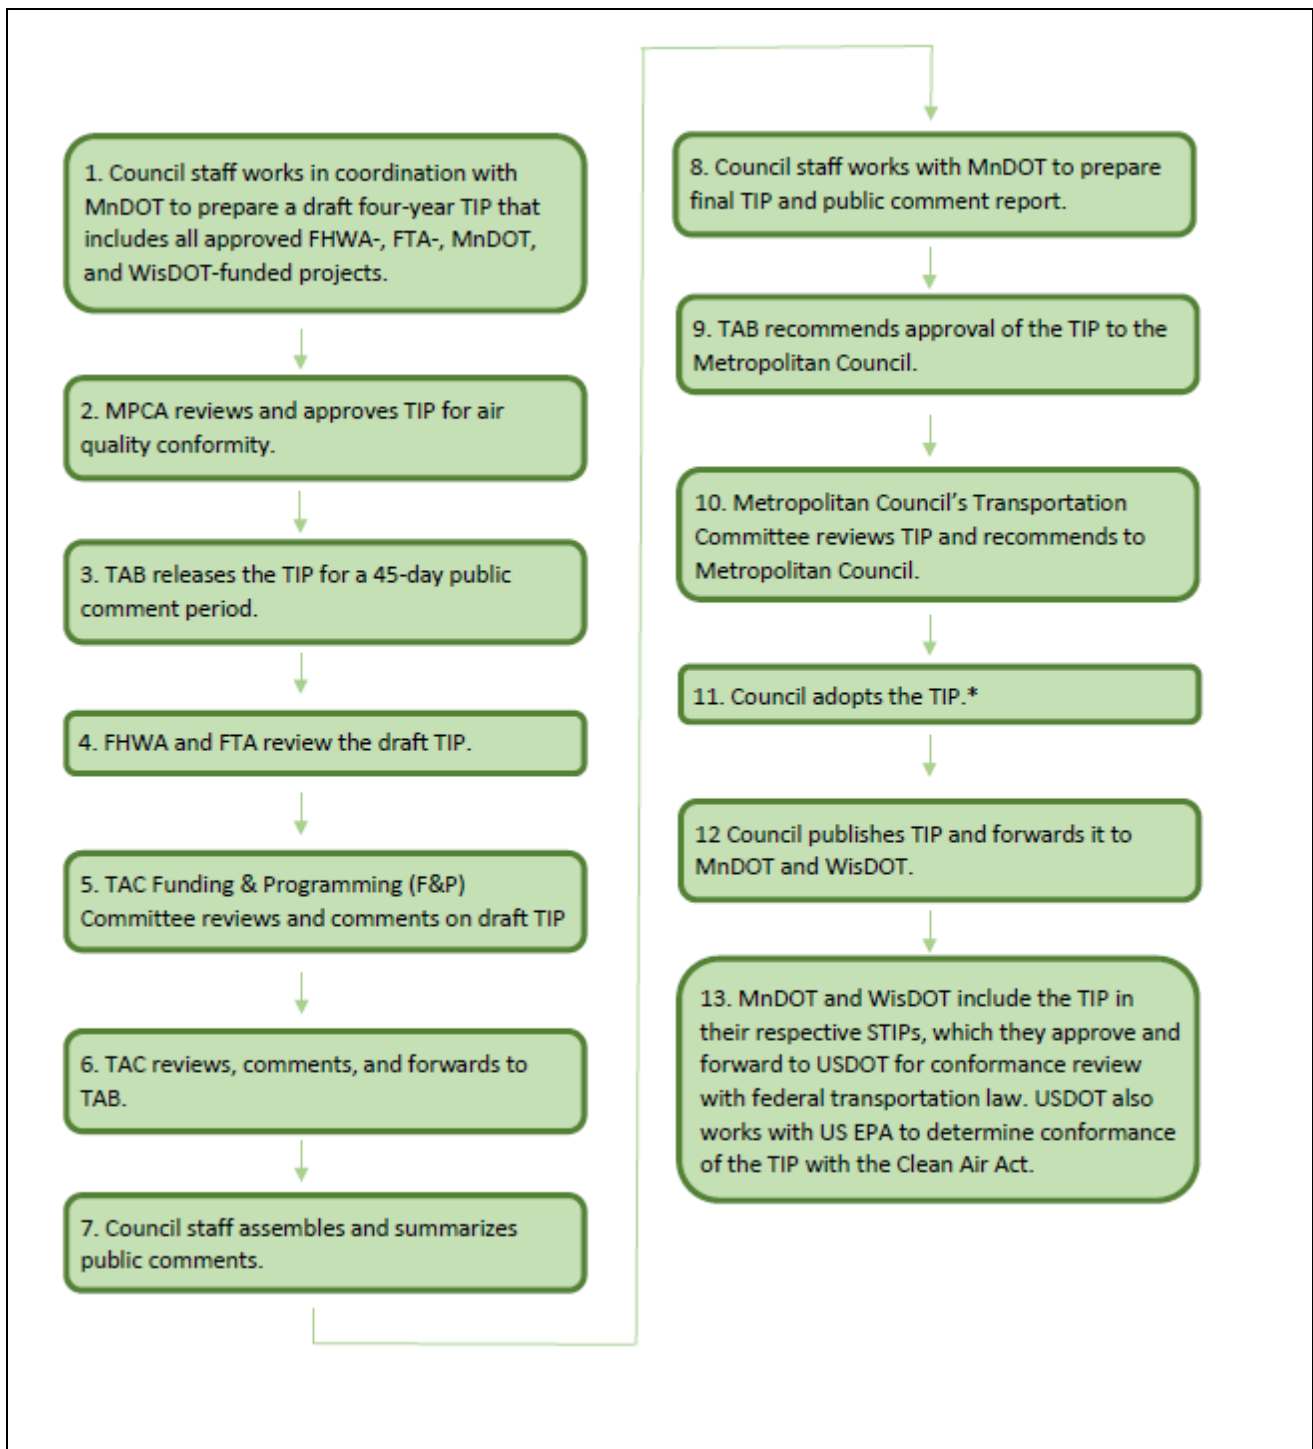 1. Council staff works in coordination with
MnDOT to prepare a draft four-year TIP that
includes all approved FHWA-, FTA-, MnDOT,
and WisDOT-funded projects.
2. MPCA reviews and approves TIP for air
quality conformity.
3. TAB releases the TIP for a 45-day public
comment period.
4. FHWA and FTA review the draft TIP.
5. TAC Funding & Programming (F&P)
Committee reviews and comments on draft TIP
6. TAC reviews, comments, and forwards to
TAB.
7. Council staff assembles and summarizes
public comments.
8. Council staff works with MnDOT to prepare
final TIP and public comment report.
9. TAB recommends approval of the TIP to the
Metropolitan Council.
10. Metropolitan Council’s Transportation
Committee reviews TIP and recommends to
Metropolitan Council.
11. Council adopts the TIP.*
12 Council publishes TIP and forwards it to
MnDOT and WisDOT.
13. MnDOT and WisDOT include the TIP in
their respective STIPs, which they approve and
forward to USDOT for conformance review
with federal transportation law. USDOT also
works with US EPA to determine conformance
of the TIP with the Clean Air Act.